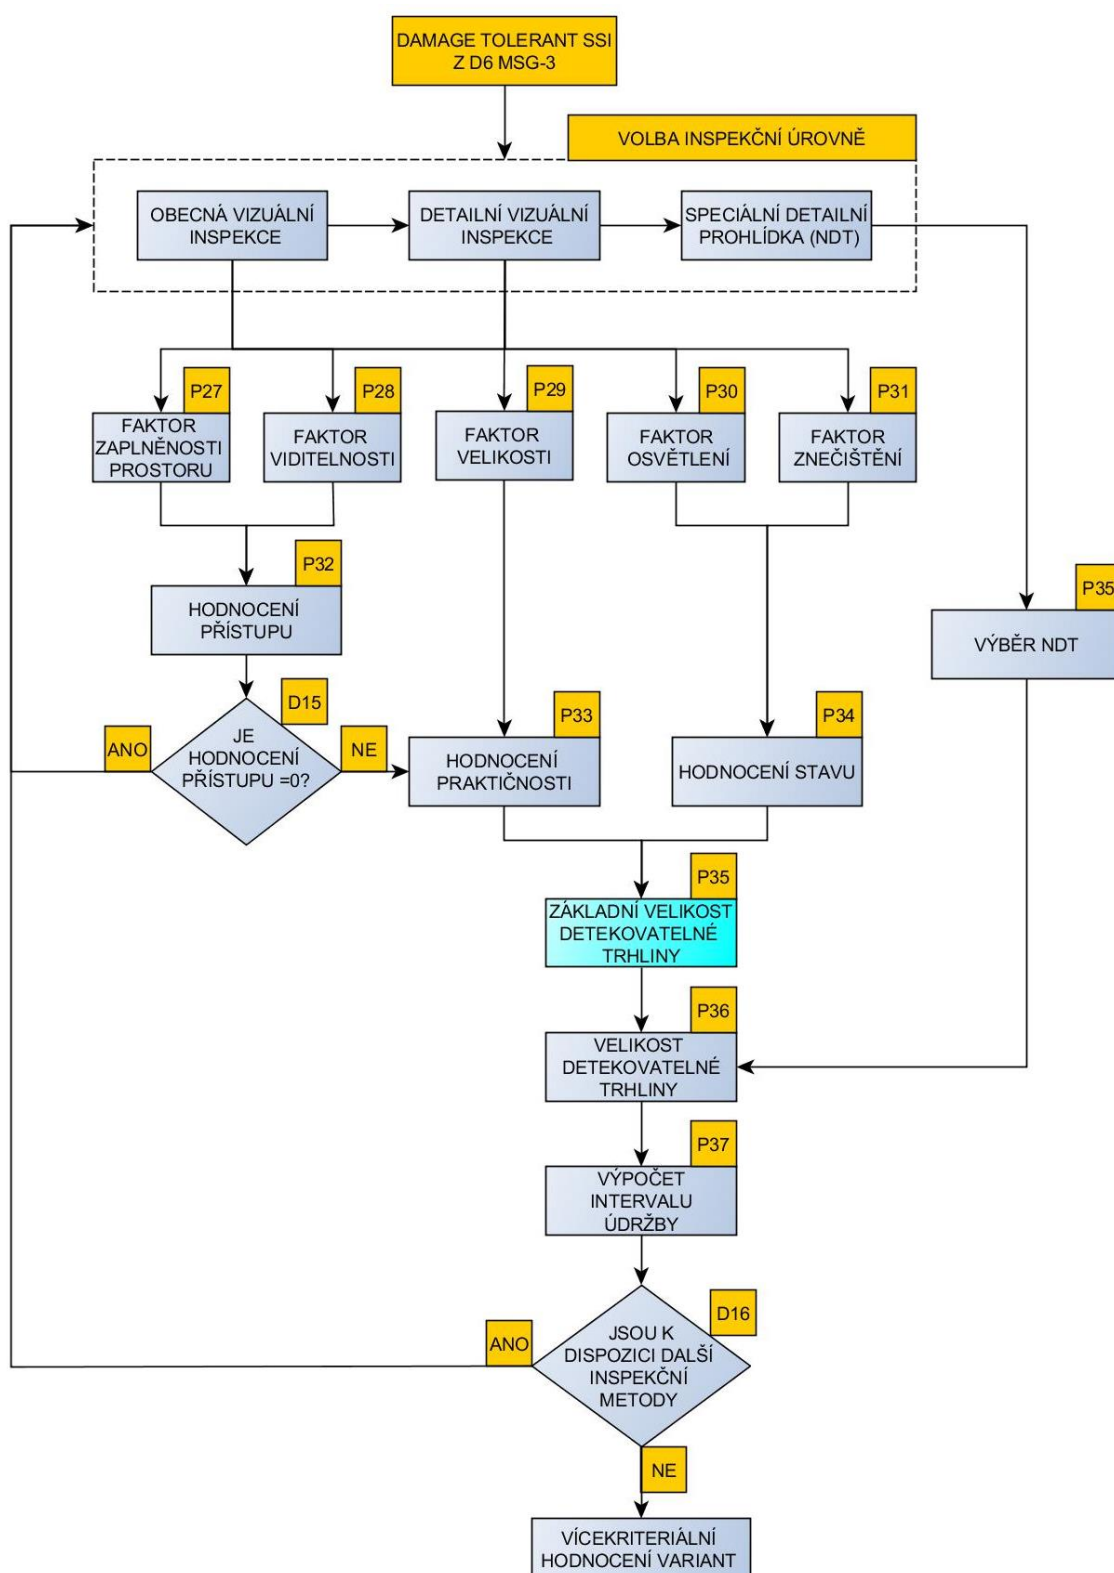 DAMAGE TOLERANT SSI
Z D6 MSG-3
VOLBA INSPEKČNÍ ÚROVNĚ
OBECNÁ VIZUÁLNÍ
INSPEKCE
DETAILNÍ VIZUÁLNÍ
INSPEKCE
SPECIÁLNÍ DETAILNÍ
PROHLÍDKA (NDT)
P27
FAKTOR
ZAPLNĚNOSTI
PROSTORU
P28
FAKTOR
VIDITELNOSTI
P29
FAKTOR
VELIKOSTI
P30
FAKTOR
OSVĚTLENÍ
P31
FAKTOR
ZNEČIŠTĚNÍ
P32
HODNOCENÍ
PŘÍSTUPU
P35
VÝBĚR NDT
D15
JE
HODNOCENÍ
PŘÍSTUPU =0?
ANO
NE
P33
HODNOCENÍ
PRAKTIČNOSTI
P34
HODNOCENÍ STAVU
P35
ZÁKLADNÍ VELIKOST
DETEKOVATELNÉ
TRHLINY
P36
VELIKOST
DETEKOVATELNÉ
TRHLINY
P37
VÝPOČET
INTERVALU
ÚDRŽBY
D16
ANO
JSOU K
DISPOZICI DALŠÍ
INSPEKČNÍ
METODY
NE
VÍCEKRITERIÁLNÍ
HODNOCENÍ VARIANT